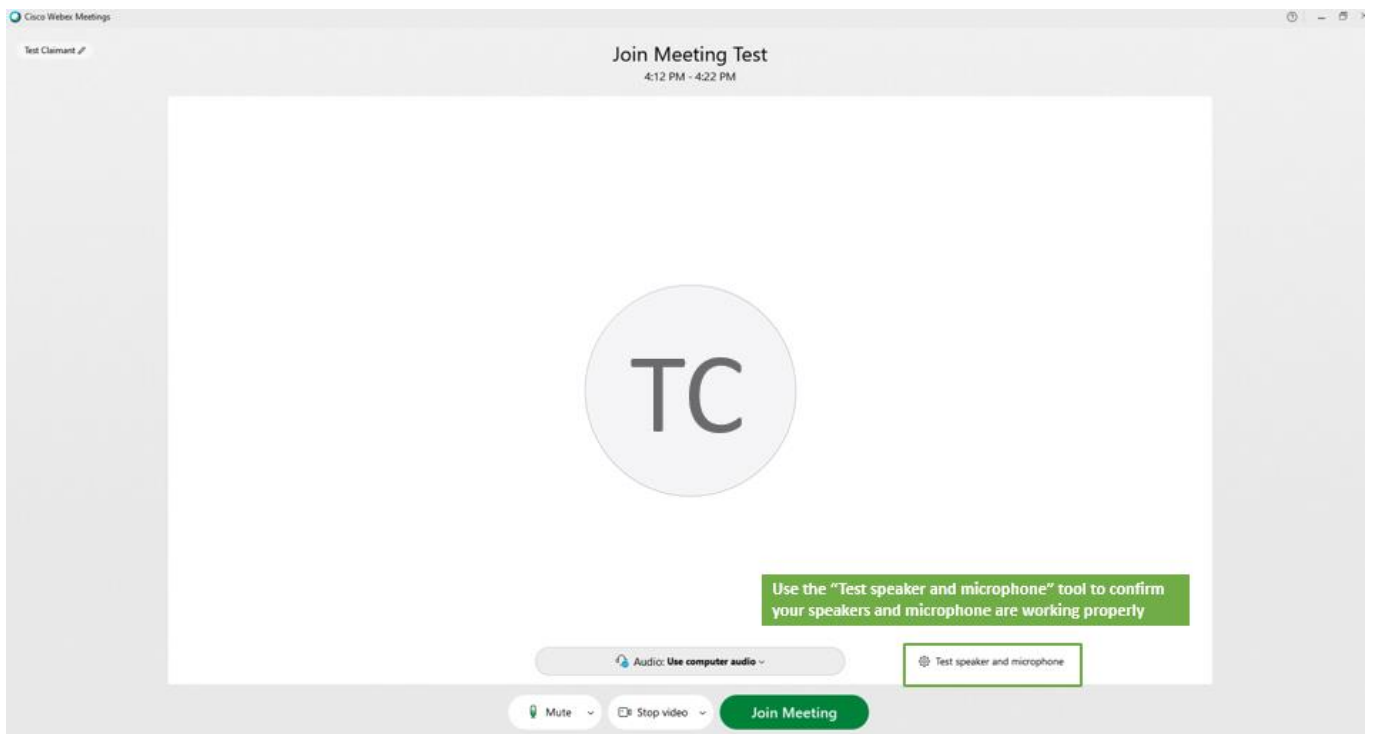 Cisco Webex Meetings
Test Claimant
Join Meeting Test
4:12 PM - 4:22 PM
TC
Use the “Test speaker and microphone” tool to confirm
your speakers and microphone are working properly
Audio: Use computer audio
Test speaker and microphone
Mute
Stop video
Join Meeting